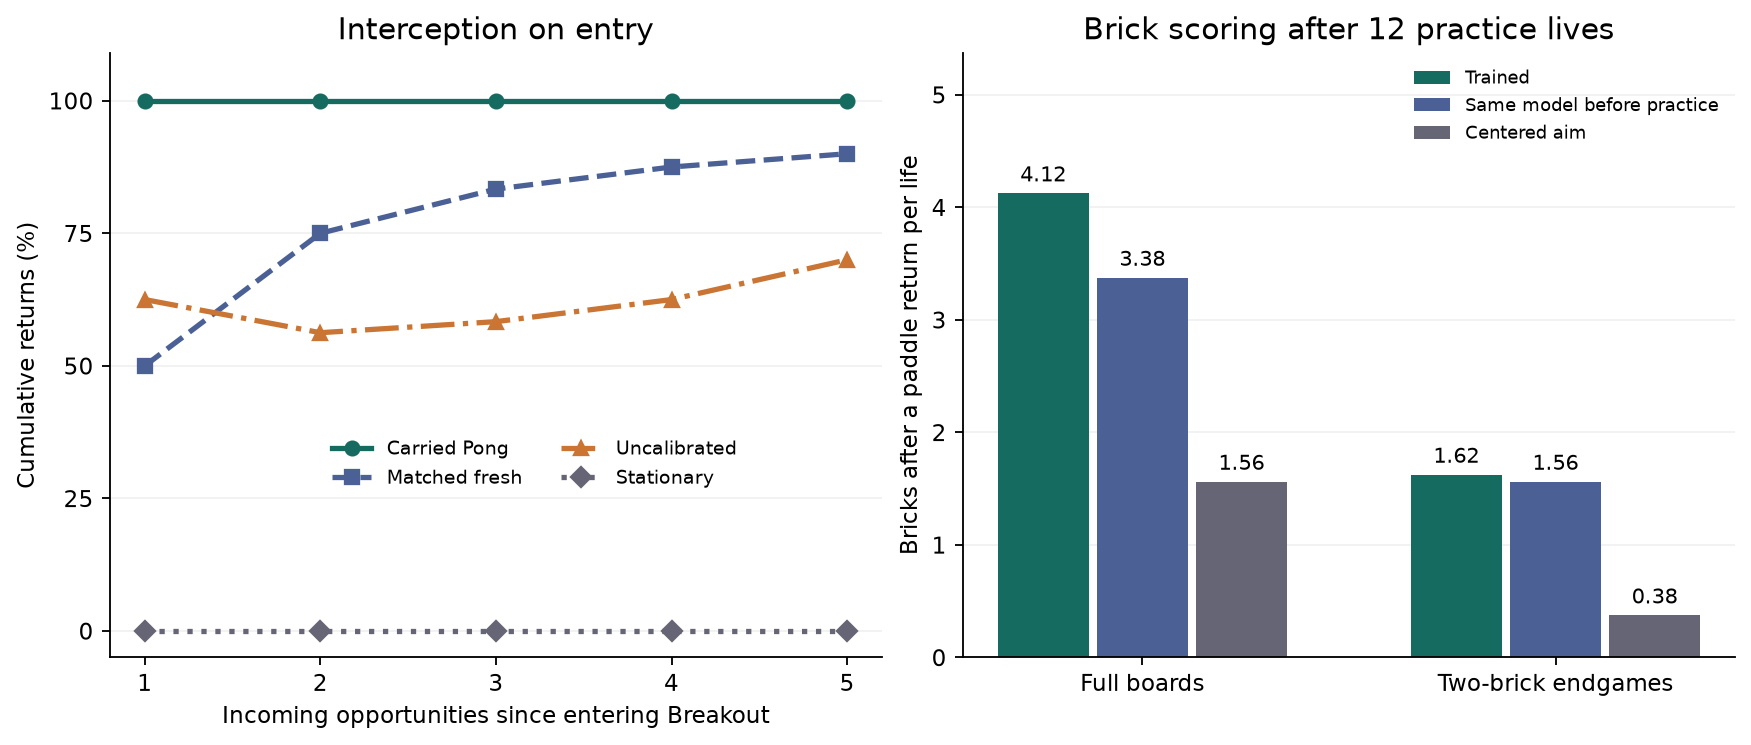 Interception on entry
Cumulative returns (%)
100
75
50
25
0
Carried Pong
Matched fresh
Uncalibrated
Stationary
1 2 3 4 5
Incoming opportunities since entering Breakout
Brick scoring after 12 practice lives
Bricks after a paddle return per life
5
4
3
2
1
0
Trained
Same model before practice
Centered aim
4.12
3.38
1.56
1.62
1.56
0.38
Full boards
Two-brick endgames